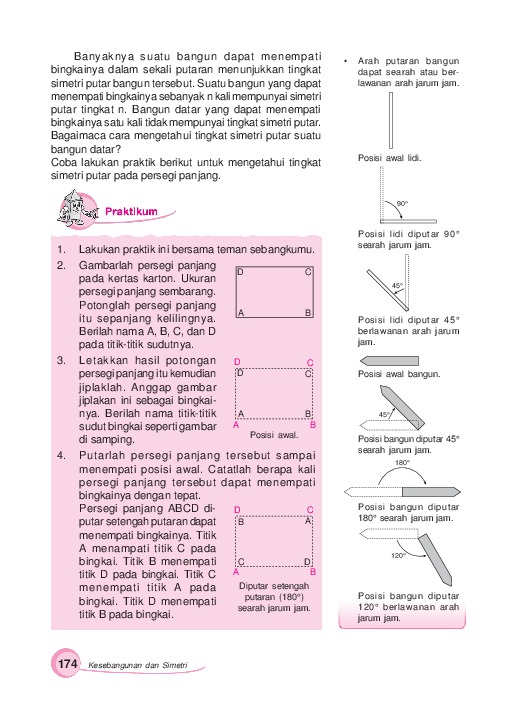 Banyaknya suatu bangun dapat menempati
bingkainya dalam sekali putaran menunjukkan tingkat
simetri putar bangun tersebut. Suatu bangun yang dapat
menempati bingkainya sebanyak n kali mempunyai simetri
putar tingkat n. Bangun datar yang dapat menempati
bingkainya satu kali tidak mempunyai tingkat simetri putar.
Bagaimaca cara mengetahui tingkat simetri putar suatu
bangun datar?
Coba lakukan praktik berikut untuk mengetahui tingkat
simetri putar pada persegi panjang.
Praktikum
1. Lakukan praktik ini bersama teman sebangkumu.
2. Gambarlah persegi panjang
pada kertas karton. Ukuran
persegi panjang sembarang.
Potonglah persegi panjang
itu sepanjang kelilingnya.
Berilah nama A, B, C, dan D
pada titik-titik sudutnya.
D C
A B
3. Letakkan hasil potongan
persegi panjang itu kemudian
jiplaklah. Anggap gambar
jiplakan ini sebagai bingkai-
nya. Berilah nama titik-titik
sudut bingkai seperti gambar
di samping.
D C
D C
A B
A B
Posisi awal.
4. Putarlah persegi panjang tersebut sampai
menempati posisi awal. Catatlah berapa kali
persegi panjang tersebut dapat menempati
bingkainya dengan tepat.
Persegi panjang ABCD di-
putar setengah putaran dapat
menempati bingkainya. Titik
A menampati titik C pada
bingkai. Titik B menempati
titik D pada bingkai. Titik C
menempati titik A pada
bingkai. Titik D menempati
titik B pada bingkai.
D C
B A
C D
A B
Diputar setengah
putaran (180°)
searah jarum jam.
• Arah putaran bangun
dapat searah atau ber-
lawanan arah jarum jam.
Posisi awal lidi.
90°
Posisi lidi diputar 90°
searah jarum jam.
45°
Posisi lidi diputar 45°
berlawanan arah jarum
jam.
Posisi awal bangun.
45°
Posisi bangun diputar 45°
searah jarum jam.
180°
Posisi bangun diputar
180° searah jarum jam.
120°
Posisi bangun diputar
120° berlawanan arah
jarum jam.
174 Kesebangunan dan Simetri